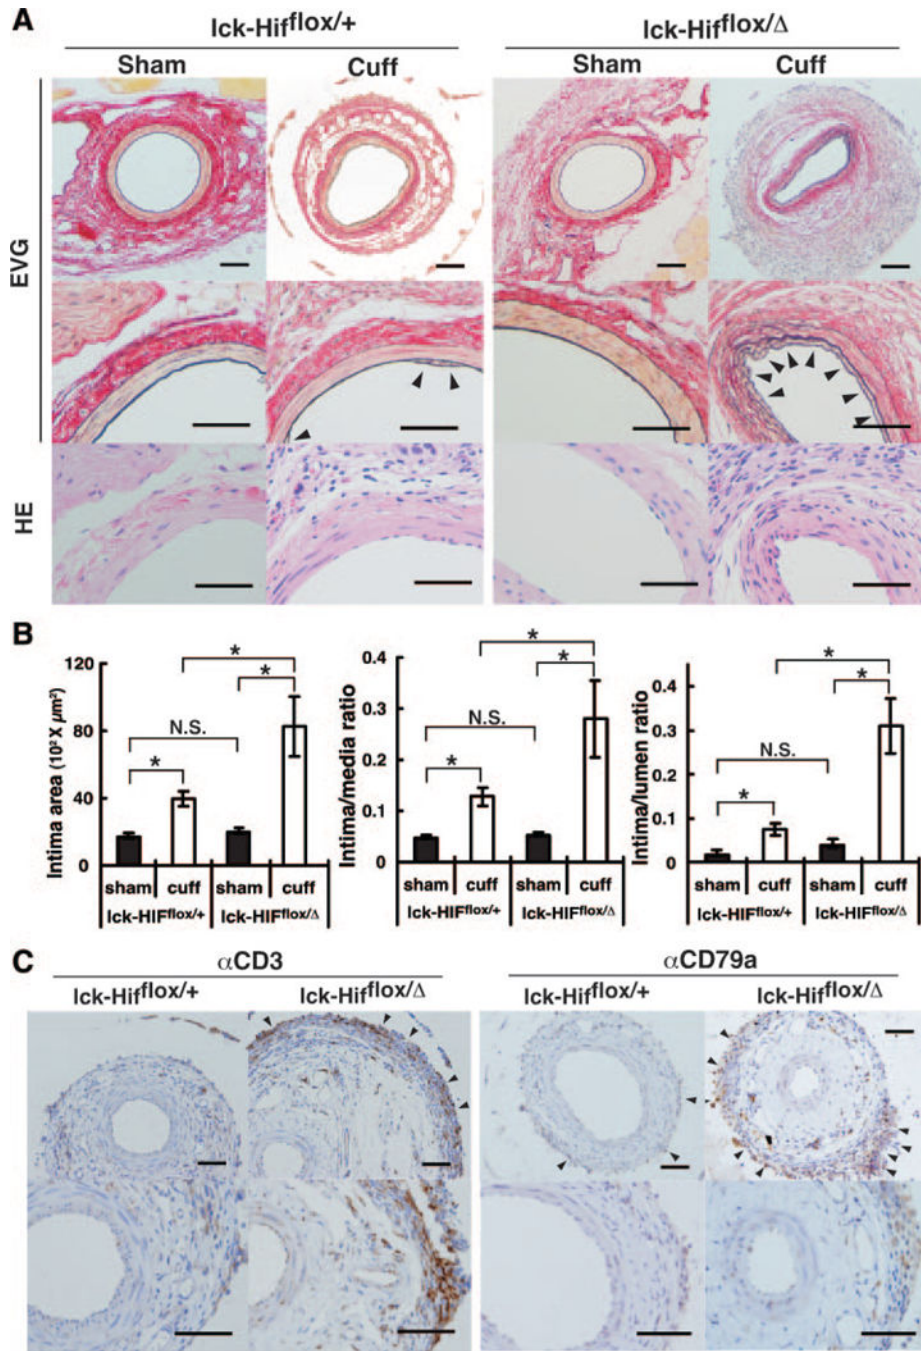 A
lck-Hifflox/+
lck-Hifflox/Δ
Sham
Cuff
Sham
Cuff
EVG
HE
B
Intima area (10² X μm²)
120
80
40
0
N.S.
*
*
*
sham
cuff
sham
cuff
lck-HIFflox/+
lck-HIFflox/Δ
Intima/media ratio
0.4
0.3
0.2
0.1
0
N.S.
*
*
*
sham
cuff
sham
cuff
lck-HIFflox/+
lck-HIFflox/Δ
Intima/lumen ratio
0.4
0.3
0.2
0.1
0
N.S.
*
*
*
sham
cuff
sham
cuff
lck-HIFflox/+
lck-HIFflox/Δ
C
αCD3
αCD79a
lck-Hifflox/+
lck-Hifflox/Δ
lck-Hifflox/+
lck-Hifflox/Δ